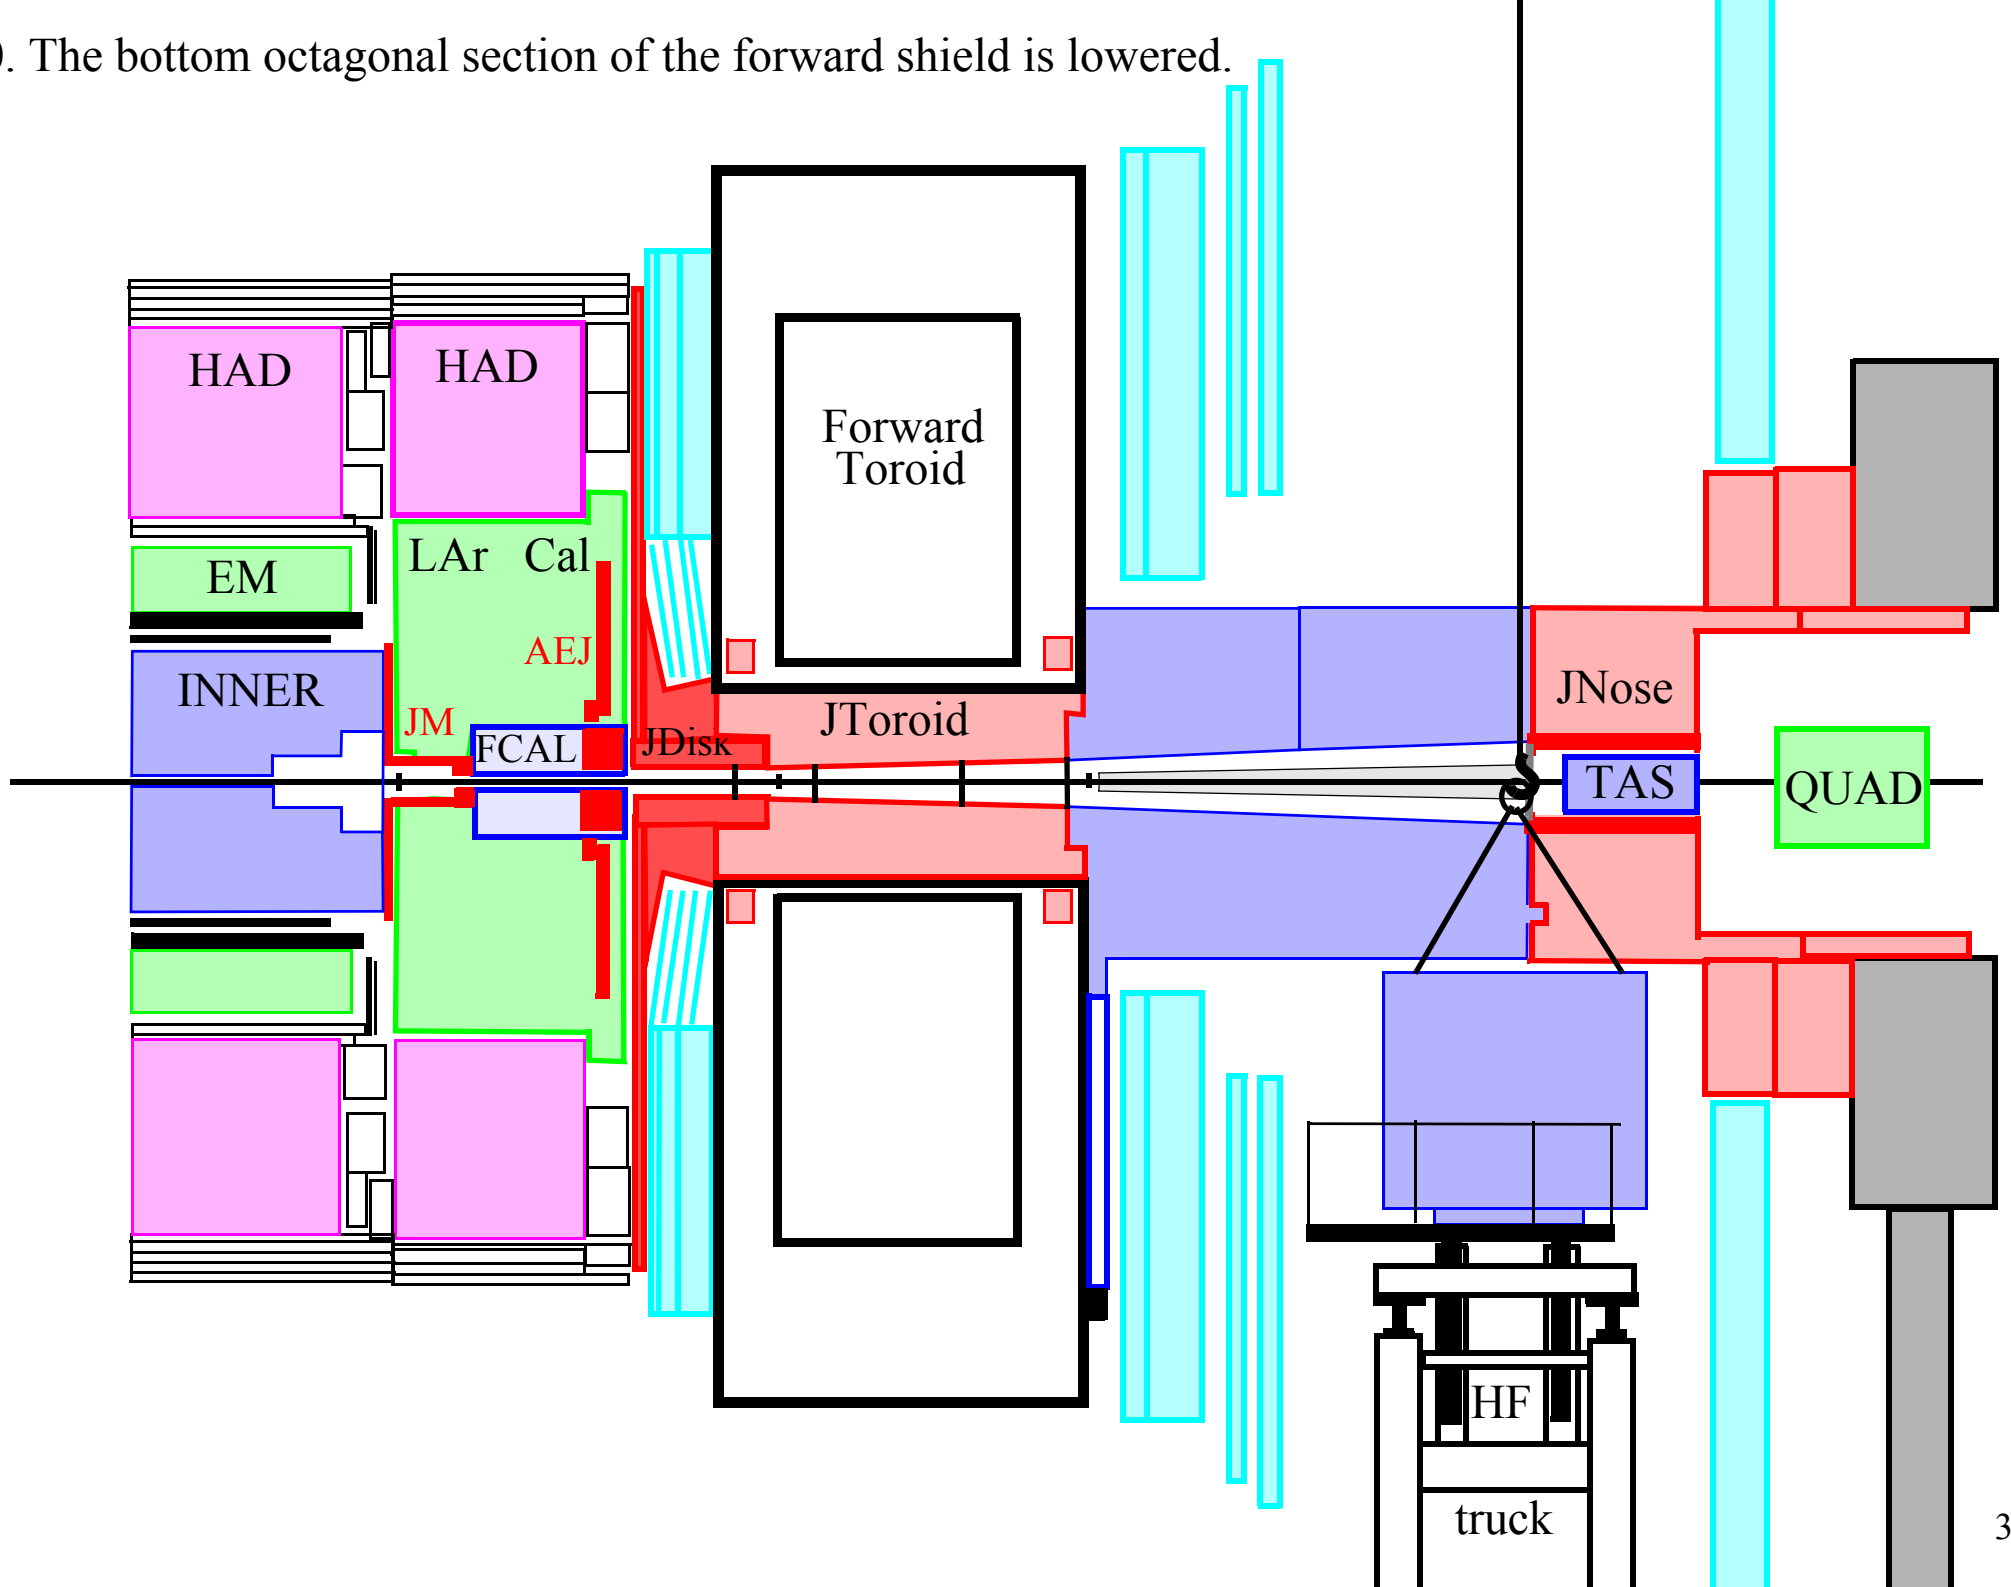 ). The bottom octagonal section of the forward shield is lowered.
HAD
HAD
Forward
Toroid
LAr Cal
EM
AEJ
INNER
JM
JNose
JToroid
FCAL
JDisk
TAS
QUAD
HF
truck
3